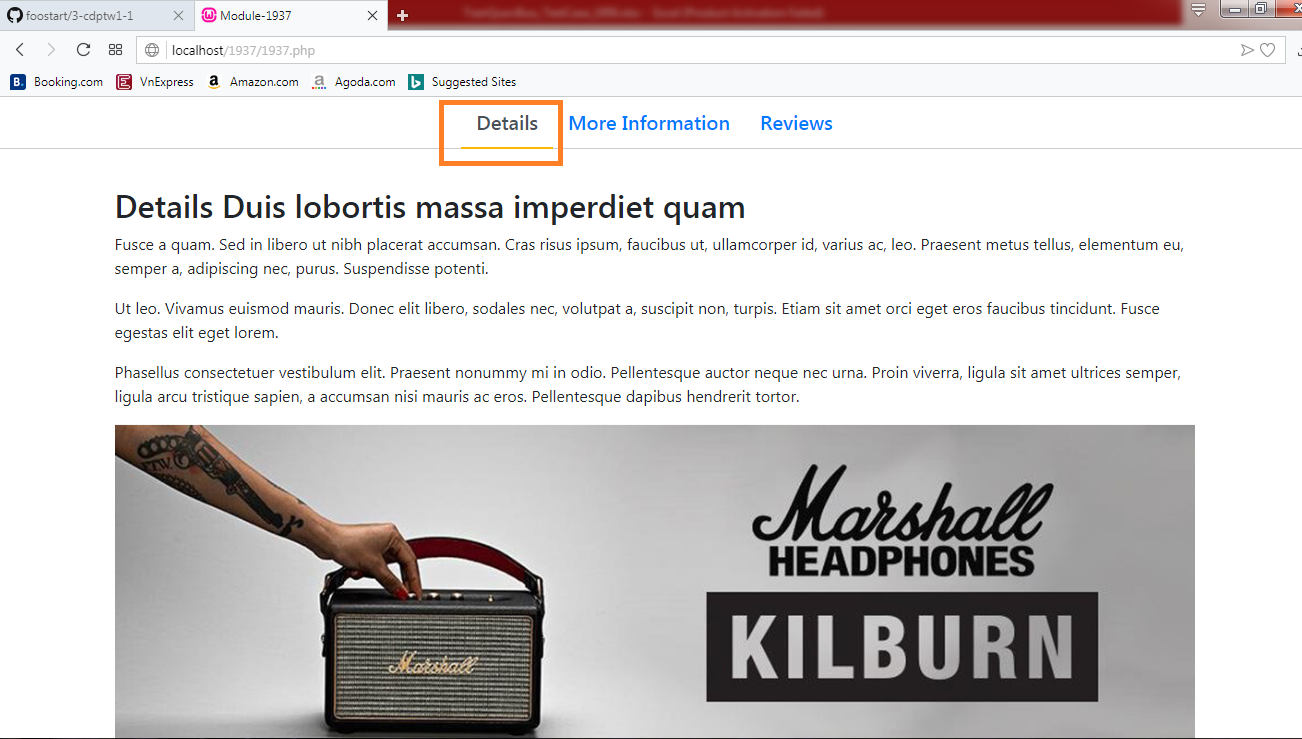 foostart/3-cdptw1-1
Module-1937
localhost/1937/1937.php
B. Booking.com
VnExpress
a Amazon.com
a Agoda.com
b Suggested Sites
Details
More Information
Reviews
Details Duis lobortis massa imperdiet quam
Fusce a quam. Sed in libero ut nibh placerat accumsan. Cras risus ipsum, faucibus ut, ullamcorper id, varius ac, leo. Praesent metus tellus, elementum eu,
semper a, adipiscing nec, purus. Suspendisse potenti.
Ut leo. Vivamus euismod mauris. Donec elit libero, sodales nec, volutpat a, suscipit non, turpis. Etiam sit amet orci eget eros faucibus tincidunt. Fusce
egestas elit eget lorem.
Phasellus consectetuer vestibulum elit. Praesent nonummy mi in odio. Pellentesque auctor neque nec urna. Proin viverra, ligula sit amet ultrices semper,
ligula arcu tristique sapien, a accumsan nisi mauris ac eros. Pellentesque dapibus hendrerit tortor.
FTW.
Marshall
HEADPHONES
KILBURN
Marshall